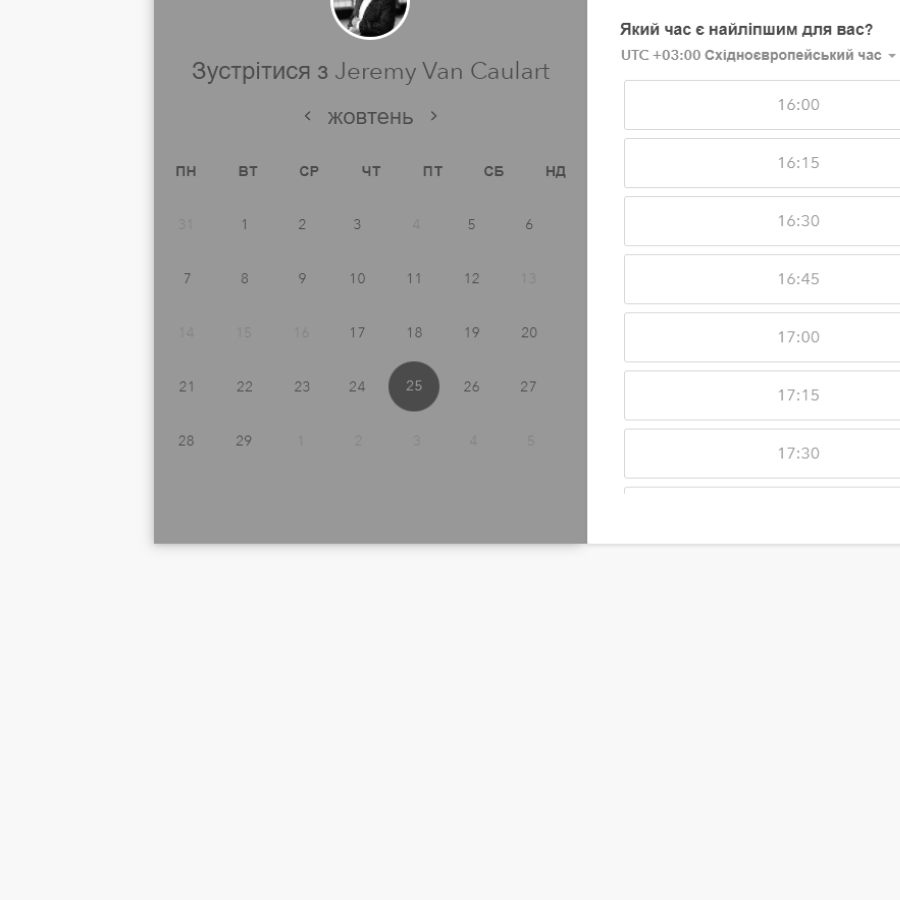 Зустрітися з Jeremy Van Caulart
жовтень
ПН ВТ СР ЧТ ПТ СБ НД
31 1 2 3 4 5 6
7 8 9 10 11 12 13
14 15 16 17 18 19 20
21 22 23 24 25 26 27
28 29 1 2 3 4 5
Який час є найліпшим для вас?
UTC +03:00 Східноєвропейський час
16:00
16:15
16:30
16:45
17:00
17:15
17:30